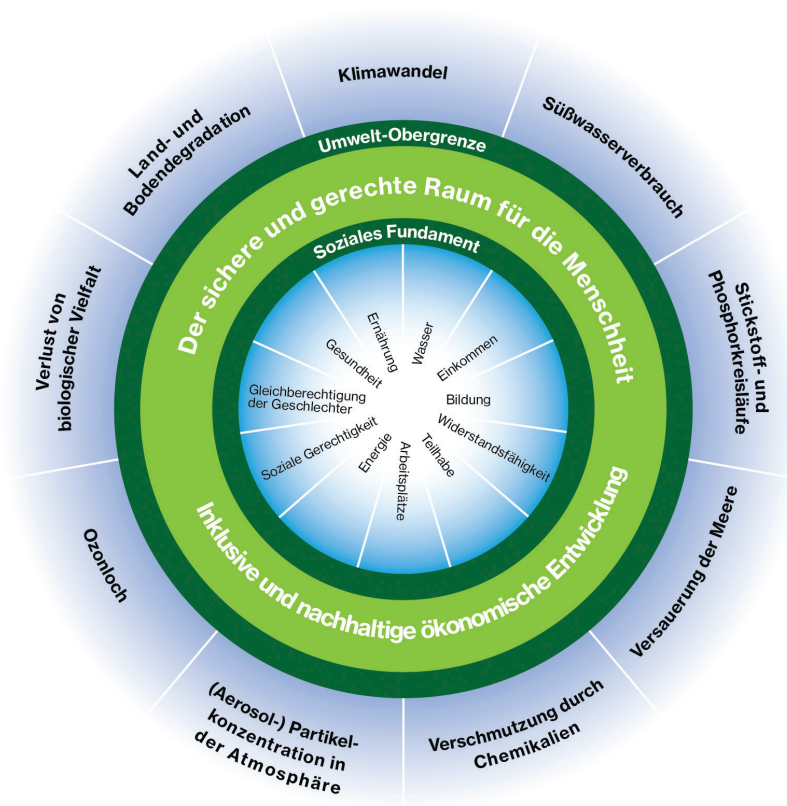 Klimawandel
Süßwasserverbrauch
Stickstoff- und
Phosphorkreisläufe
Versauerung der Meere
Verschmutzung durch
Chemikalien
(Aerosol-) Partikel-
konzentration in
der Atmosphäre
Ozonloch
Verlust von
biologischer Vielfalt
Land- und
Bodendegradation
Umwelt-Obergrenze
Der sichere und gerechte Raum für die Menschheit
Soziales Fundament
Wasser
Einkommen
Bildung
Widerstandsfähigkeit
Teilhabe
Arbeitsplätze
Energie
Soziale Gerechtigkeit
Gleichberechtigung
der Geschlechter
Gesundheit
Ernährung
Inklusive und nachhaltige ökonomische Entwicklung